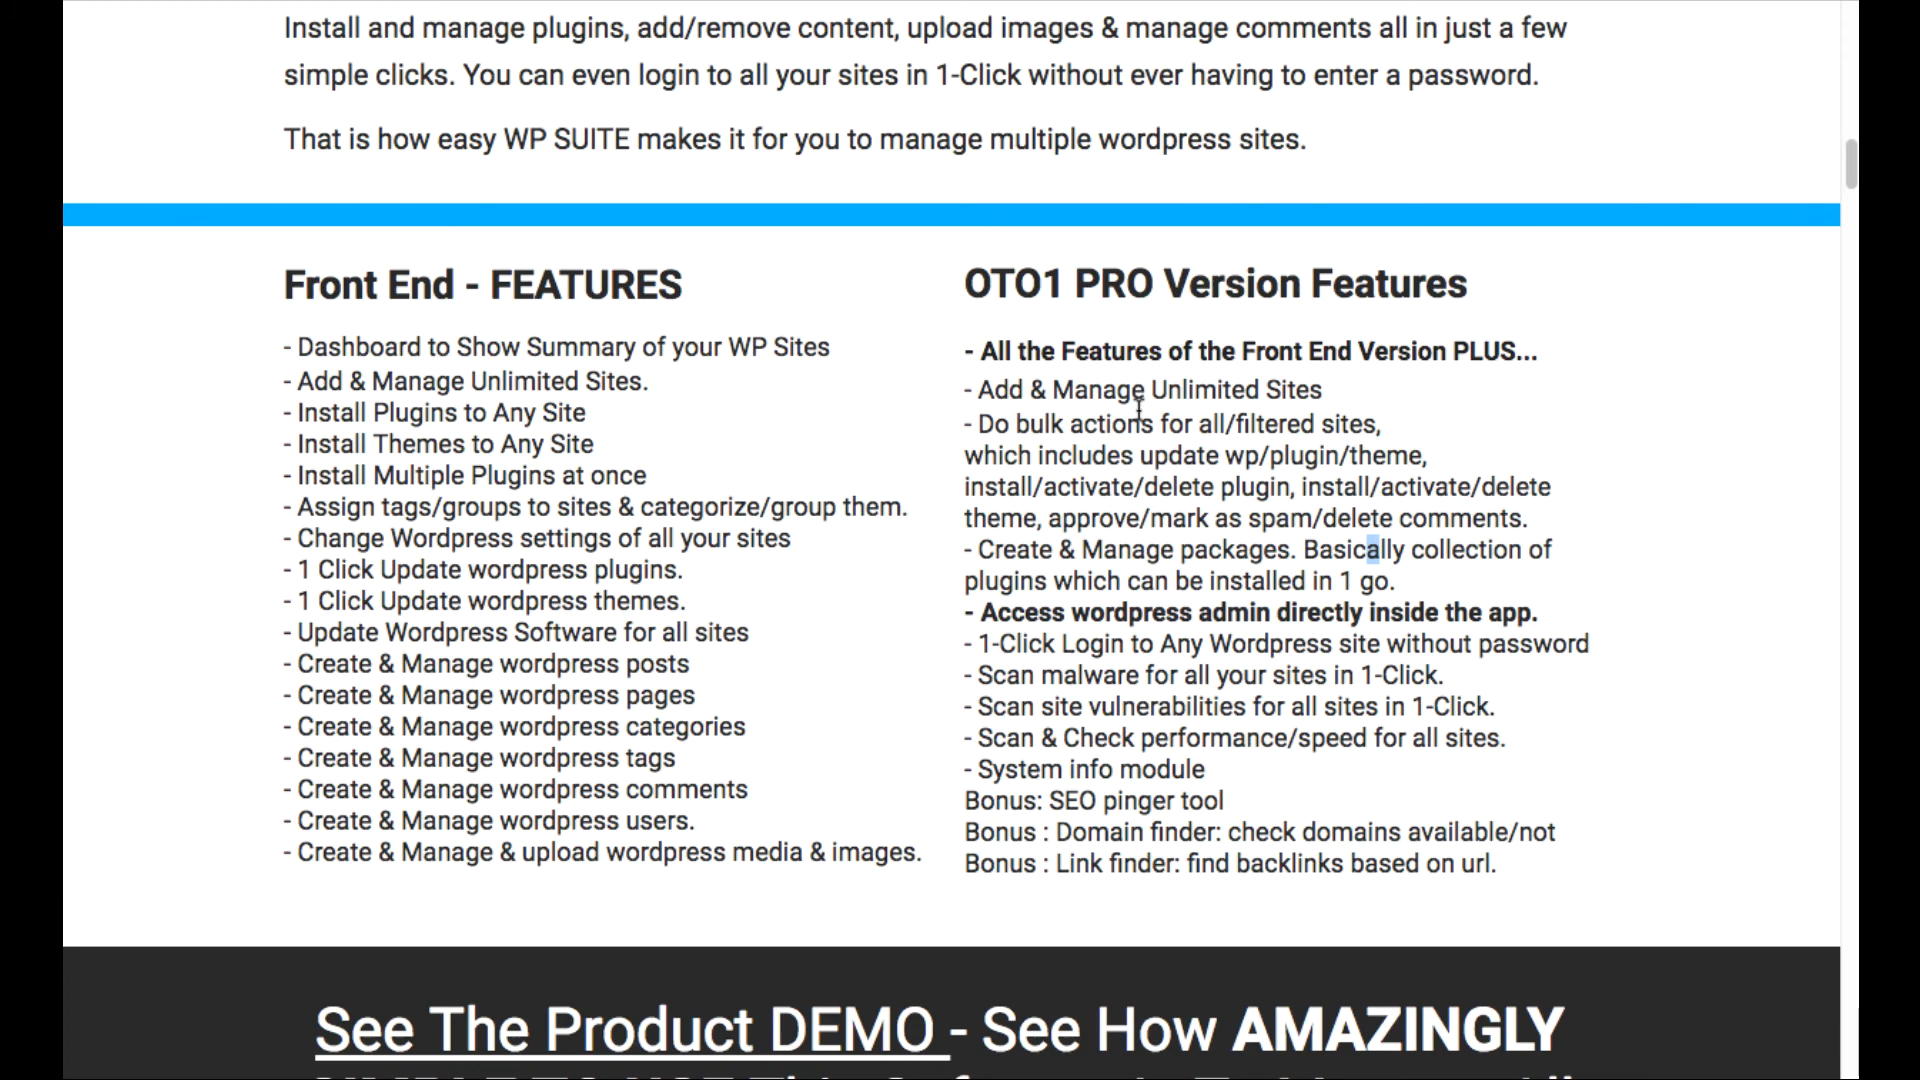 Install and manage plugins, add/remove content, upload images & manage comments all in just a few
simple clicks. You can even login to all your sites in 1-Click without ever having to enter a password.
That is how easy WP SUITE makes it for you to manage multiple wordpress sites.
Front End - FEATURES
- Dashboard to Show Summary of your WP Sites
- Add & Manage Unlimited Sites.
- Install Plugins to Any Site
- Install Themes to Any Site
- Install Multiple Plugins at once
- Assign tags/groups to sites & categorize/group them.
- Change Wordpress settings of all your sites
- 1 Click Update wordpress plugins.
- 1 Click Update wordpress themes.
- Update Wordpress Software for all sites
- Create & Manage wordpress posts
- Create & Manage wordpress pages
- Create & Manage wordpress categories
- Create & Manage wordpress tags
- Create & Manage wordpress comments
- Create & Manage wordpress users.
- Create & Manage & upload wordpress media & images.
OTO1 PRO Version Features
- All the Features of the Front End Version PLUS...
- Add & Manage Unlimited Sites
- Do bulk actions for all/filtered sites,
which includes update wp/plugin/theme,
install/activate/delete plugin, install/activate/delete
theme, approve/mark as spam/delete comments.
- Create & Manage packages. Basically collection of
plugins which can be installed in 1 go.
- Access wordpress admin directly inside the app.
- 1-Click Login to Any Wordpress site without password
- Scan malware for all your sites in 1-Click.
- Scan site vulnerabilities for all sites in 1-Click.
- Scan & Check performance/speed for all sites.
- System info module
Bonus: SEO pinger tool
Bonus : Domain finder: check domains available/not
Bonus : Link finder: find backlinks based on url.
See The Product DEMO - See How AMAZINGLY